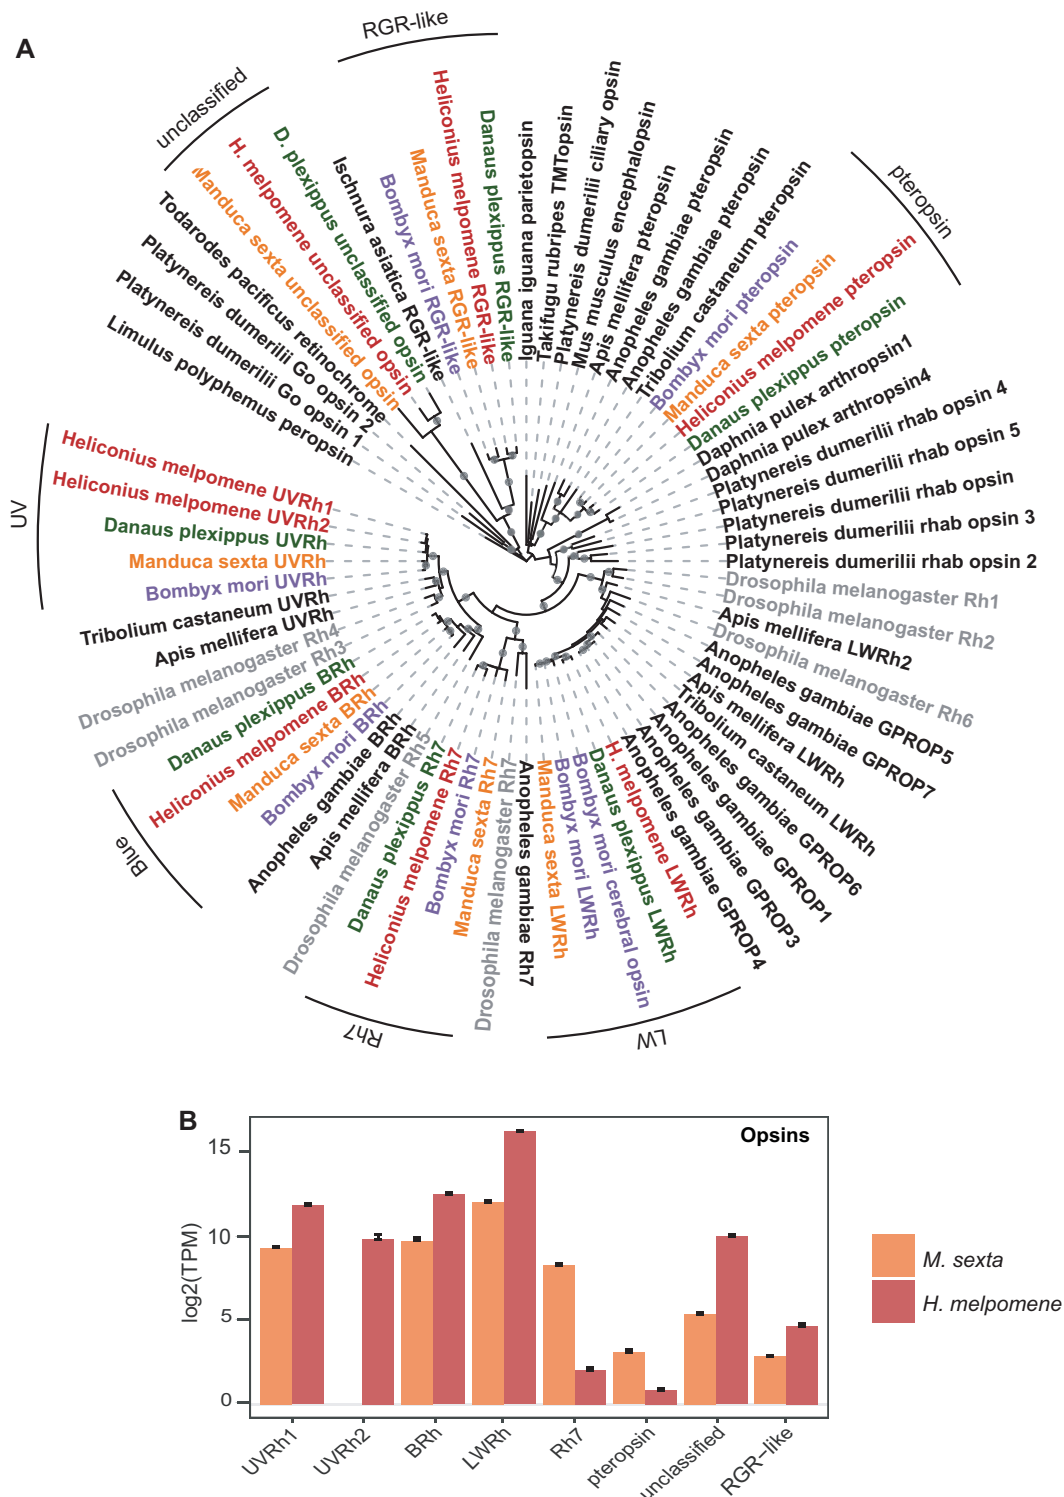 A
RGR-like
unclassified
pteropsin
Limulus polyphemus peropsin
Platynereis dumerilii Go opsin 1
Platynereis dumerilii Go opsin 2
Todarodes pacificus retinochrome
Manduca sexta unclassified opsin
H. melpomene unclassified opsin
D. plexippus unclassified opsin
Ischnura asiatica RGR-like
Bombyx mori RGR-like
Manduca sexta RGR-like
Heliconius melpomene RGR-like
Danaus plexippus RGR-like
Iguana iguana parietopsin
Takifugu rubripes TMTopsin
Platynereis dumerilii ciliary opsin
Mus musculus encephalopsin
Apis mellifera pteropsin
Anopheles gambiae pteropsin
Anopheles gambiae pteropsin
Tribolium castaneum pteropsin
Bombyx mori pteropsin
Manduca sexta pteropsin
Heliconius melpomene pteropsin
Danaus plexippus pteropsin
Daphnia pulex arthropsin1
Daphnia pulex arthropsin4
Platynereis dumerilii rhab opsin 4
Platynereis dumerilii rhab opsin 5
Platynereis dumerilii rhab opsin
Platynereis dumerilii rhab opsin 3
Platynereis dumerilii rhab opsin 2
Drosophila melanogaster Rh1
Drosophila melanogaster Rh2
Apis mellifera LWRh2
Drosophila melanogaster Rh6
Anopheles gambiae GPROP5
Anopheles gambiae GPROP7
Apis mellifera LWRh
Tribolium castaneum LWRh
Anopheles gambiae GPROP6
Anopheles gambiae GPROP1
Anopheles gambiae GPROP3
Anopheles gambiae GPROP4
H. melpomene LWRh
Danaus plexippus LWRh
Bombyx mori cerebral opsin
Bombyx mori LWRh
Manduca sexta LWRh
Anopheles gambiae Rh7
Drosophila melanogaster Rh7
Manduca sexta Rh7
Bombyx mori Rh7
Heliconius melpomene Rh7
Danaus plexippus Rh7
Drosophila melanogaster Rh5
Apis mellifera BRh
Anopheles gambiae BRh
Bombyx mori BRh
Manduca sexta BRh
Heliconius melpomene BRh
Danaus plexippus BRh
Drosophila melanogaster Rh3
Drosophila melanogaster Rh4
Apis mellifera UVRh
Tribolium castaneum UVRh
Bombyx mori UVRh
Manduca sexta UVRh
Danaus plexippus UVRh
Heliconius melpomene UVRh2
Heliconius melpomene UVRh1
UV
Blue
Rh7
LW
B
Opsins
log2(TPM)
15
10
5
0
UVRh1
UVRh2
BRh
LWRh
Rh7
pteropsin
unclassified
RGR-like
M. sexta
H. melpomene